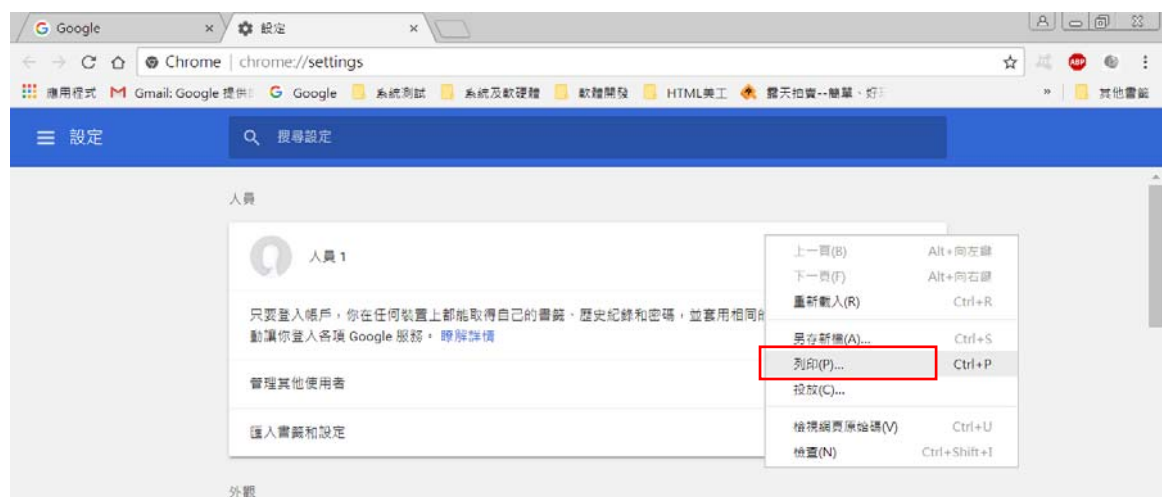 Google
設定
A
Chrome | chrome://settings
ABP
應用程式
Gmail: Google 提供
Google
系統測試
系統及軟硬體
軟體開發
HTML美工
露天拍賣--簡單、好
»
其他書籤
設定
搜尋設定
人員
人員 1
只要登入帳戶，你在任何裝置上都能取得自己的書籤、歷史紀錄和密碼，並套用相同的
動讓你登入各項 Google 服務。 瞭解詳情
管理其他使用者
匯入書籤和設定
外觀
上一頁(B) Alt+向左鍵
下一頁(F) Alt+向右鍵
重新載入(R) Ctrl+R
另存新檔(A)... Ctrl+S
列印(P)... Ctrl+P
投放(C)...
檢視網頁原始碼(V) Ctrl+U
檢查(N) Ctrl+Shift+I